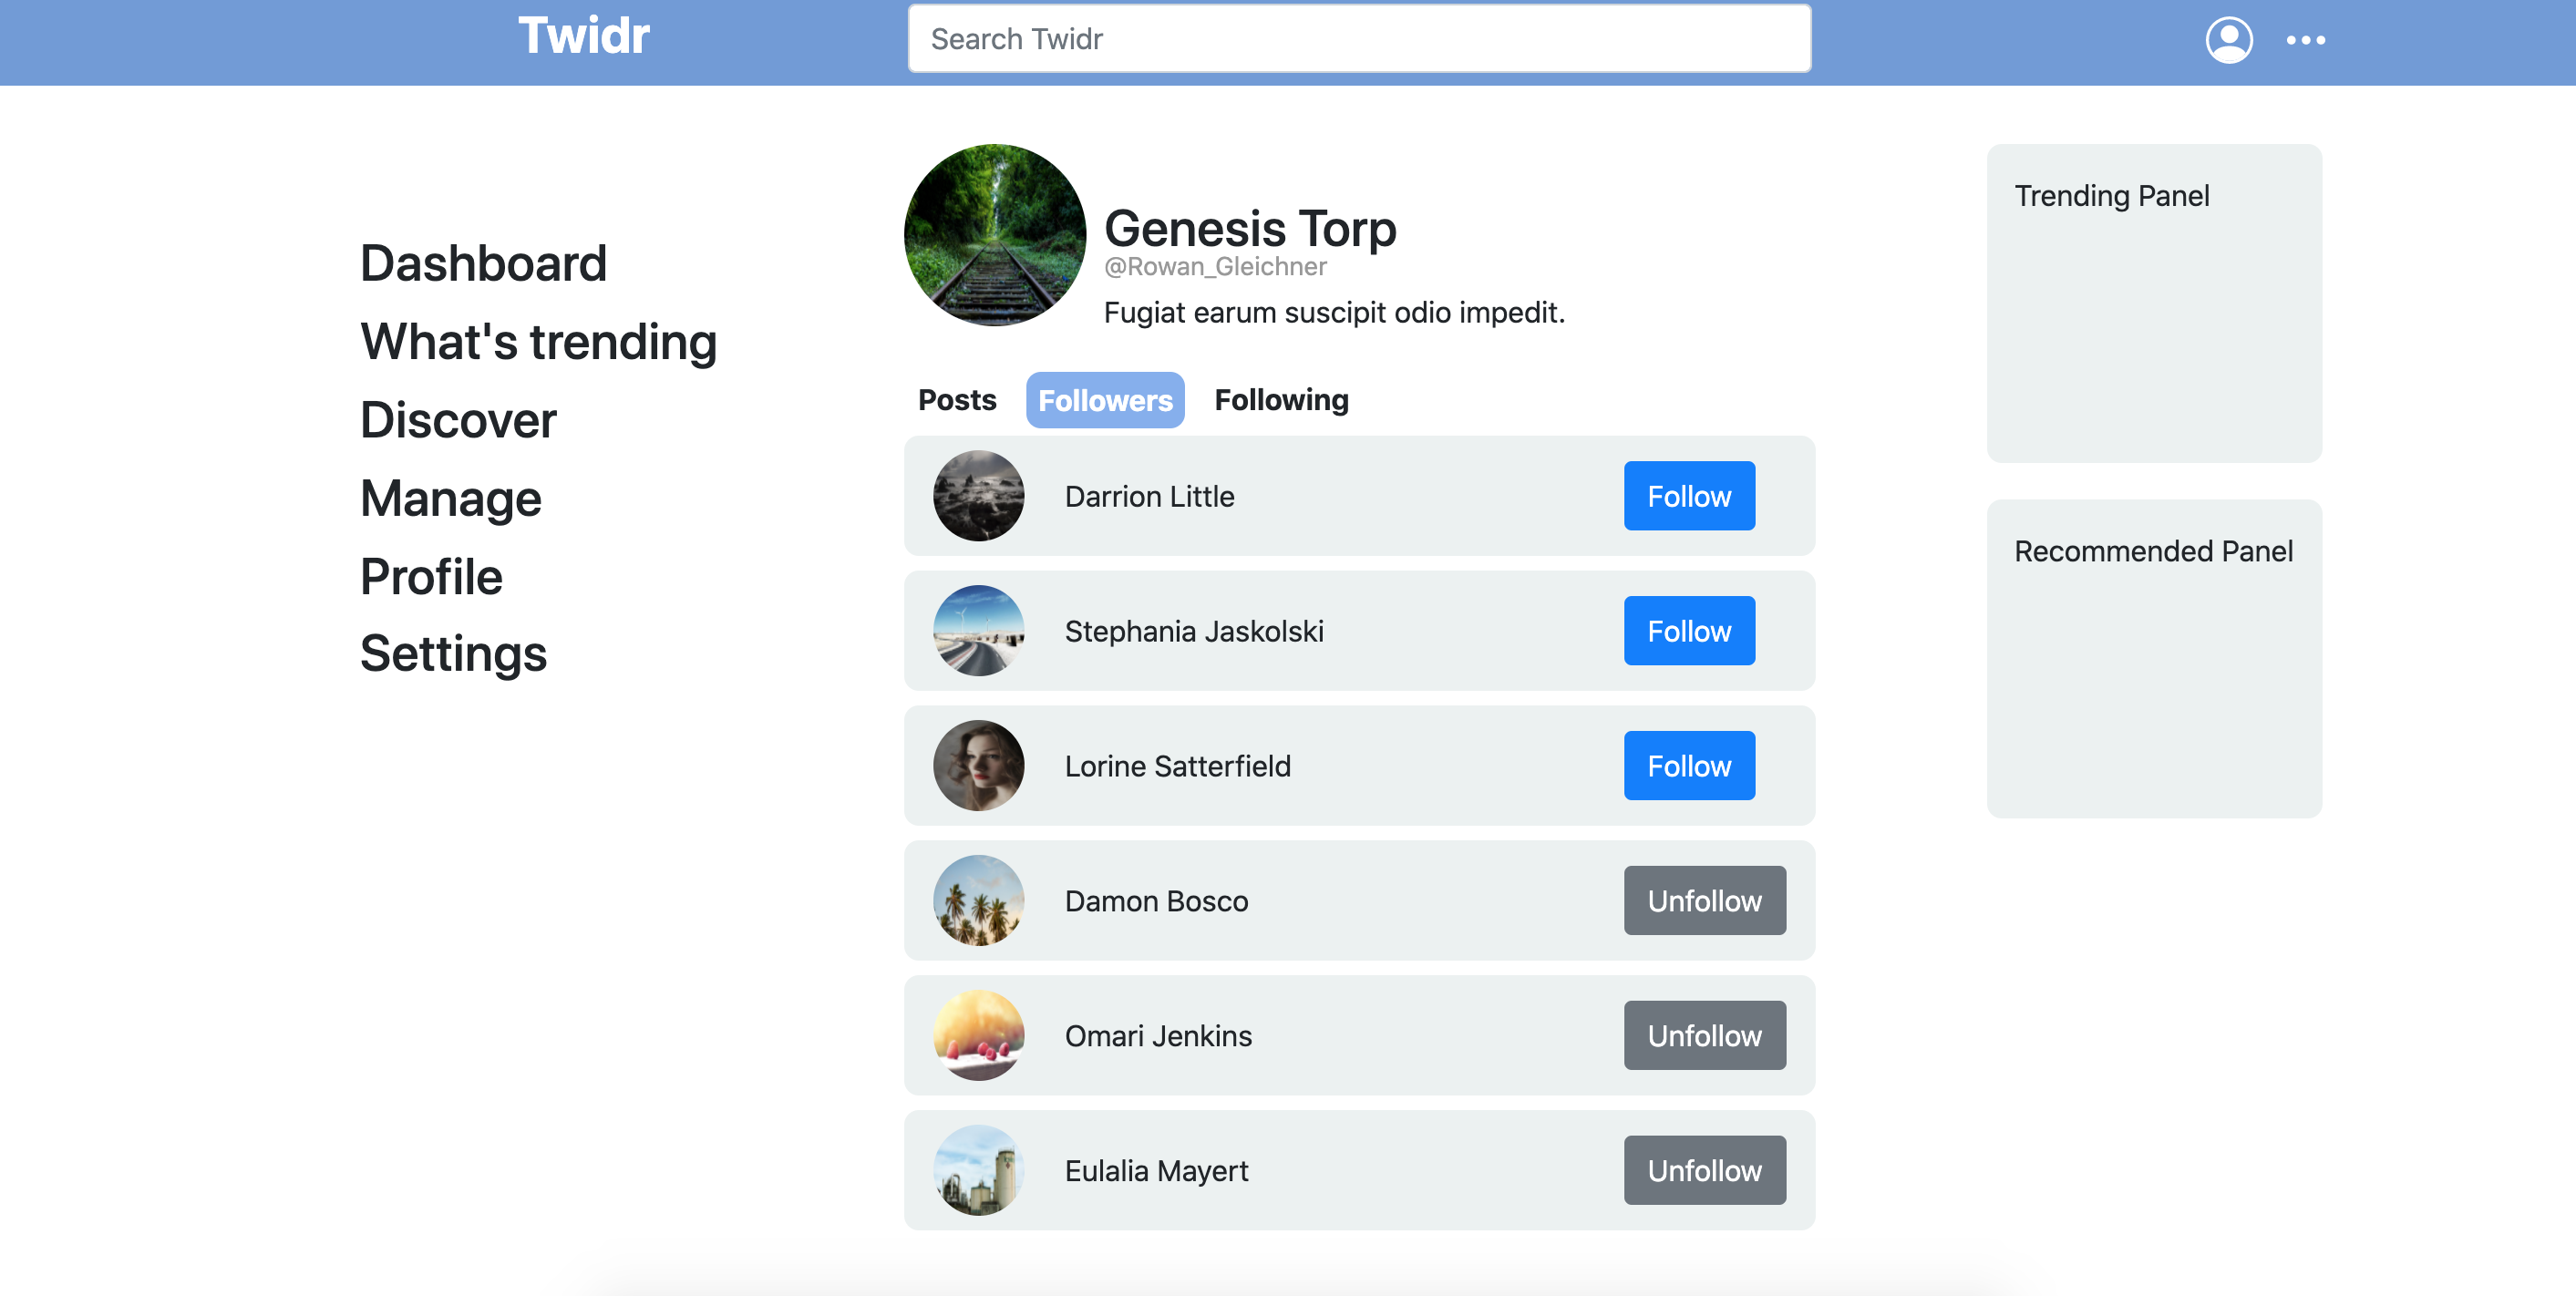 Twidr
Search Twidr
Dashboard
What's trending
Discover
Manage
Profile
Settings
Genesis Torp
@Rowan_Gleichner
Fugiat earum suscipit odio impedit.
Posts Followers Following
Darrion Little Follow
Stephania Jaskolski Follow
Lorine Satterfield Follow
Damon Bosco Unfollow
Omari Jenkins Unfollow
Eulalia Mayert Unfollow
Trending Panel
Recommended Panel